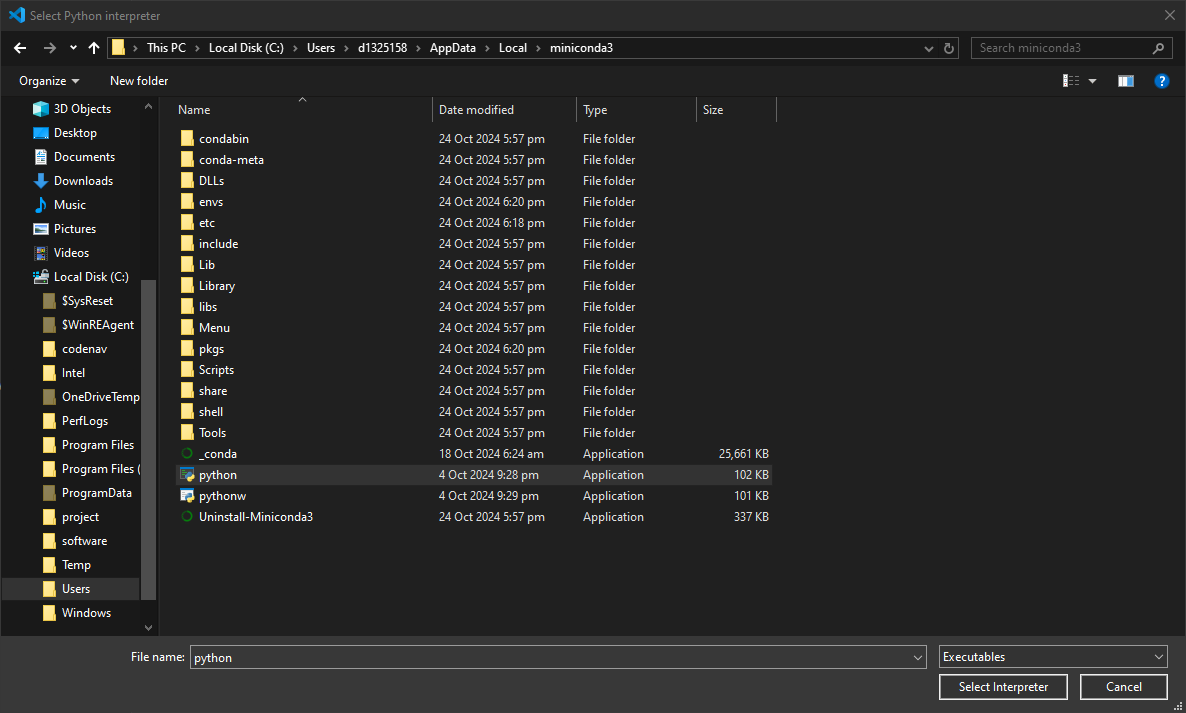 Select Python interpreter
This PC > Local Disk (C:) > Users > d1325158 > AppData > Local > miniconda3
Search miniconda3
Organize New folder
Name Date modified Type Size
3D Objects
Desktop
Documents
Downloads
Music
Pictures
Videos
Local Disk (C:)
$SysReset
$WinREAgent
codenav
Intel
OneDriveTemp
PerfLogs
Program Files
Program Files (
ProgramData
project
software
Temp
Users
Windows
condabin 24 Oct 2024 5:57 pm File folder
conda-meta 24 Oct 2024 5:57 pm File folder
DLLs 24 Oct 2024 5:57 pm File folder
envs 24 Oct 2024 6:20 pm File folder
etc 24 Oct 2024 6:18 pm File folder
include 24 Oct 2024 5:57 pm File folder
Lib 24 Oct 2024 5:57 pm File folder
Library 24 Oct 2024 5:57 pm File folder
libs 24 Oct 2024 5:57 pm File folder
Menu 24 Oct 2024 5:57 pm File folder
pkgs 24 Oct 2024 6:20 pm File folder
Scripts 24 Oct 2024 5:57 pm File folder
share 24 Oct 2024 5:57 pm File folder
shell 24 Oct 2024 5:57 pm File folder
Tools 24 Oct 2024 5:57 pm File folder
_conda 18 Oct 2024 6:24 am Application 25,661 KB
python 4 Oct 2024 9:28 pm Application 102 KB
pythonw 4 Oct 2024 9:29 pm Application 101 KB
Uninstall-Miniconda3 24 Oct 2024 5:57 pm Application 337 KB
File name: python Executables
Select Interpreter Cancel